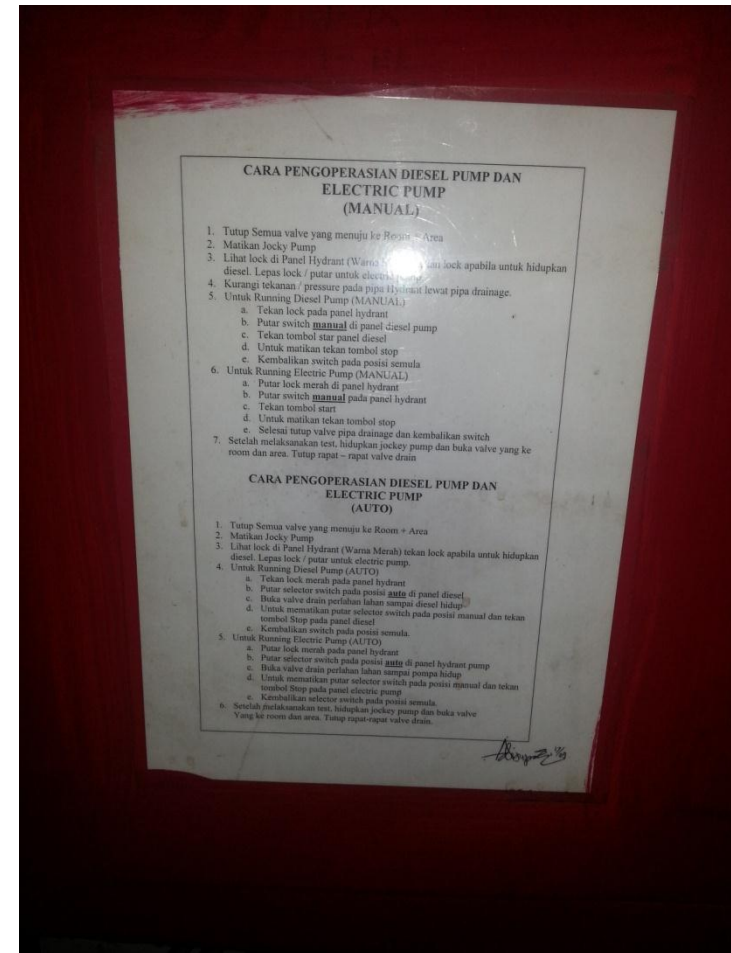 CARA PENGOPERASIAN DIESEL PUMP DAN
ELECTRIC PUMP
(MANUAL)
1. Tutup Semua valve yang menuju ke Room + Area
2. Matikan Jocky Pump
3. Lihat lock di Panel Hydrant (Warna lock apabila untuk hidupkan
diesel. Lepas lock / putar untuk
4. Kurangi tekanan / pressure pada pipa Hydrant lewat pipa drainage.
5. Untuk Running Diesel Pump (MANUAL)
a. Tekan lock pada panel hydrant
b. Putar switch manual di panel diesel pump
c. Tekan tombol star panel diesel
d. Untuk matikan tekan tombol stop
e. Kembalikan switch pada posisi semula
6. Untuk Running Electric Pump (MANUAL)
a. Putar lock merah di panel hydrant
b. Putar switch manual pada panel hydrant
c. Tekan tombol start
d. Untuk matikan tekan tombol stop
e. Selesai tutup valve pipa drainage dan kembalikan switch
7. Setelah melaksanakan test, hidupkan jockey pump dan buka valve yang ke
room dan area. Tutup rapat – rapat valve drain
CARA PENGOPERASIAN DIESEL PUMP DAN
ELECTRIC PUMP
(AUTO)
1. Tutup Semua valve yang menuju ke Room + Area
2. Matikan Jocky Pump
3. Lihat lock di Panel Hydrant (Warna Merah) tekan lock apabila untuk hidupkan
diesel. Lepas lock / putar untuk electric pump.
4. Untuk Running Diesel Pump (AUTO)
a. Tekan lock merah pada panel hydrant
b. Putar selector switch pada posisi auto di panel diesel
c. Buka valve drain perlahan lahan sampai diesel hidup
d. Untuk mematikan putar selector switch pada posisi manual dan tekan
tombol Stop pada panel diesel
e. Kembalikan switch pada posisi semula.
5. Untuk Running Electric Pump (AUTO)
a. Putar lock merah pada panel hydrant
b. Putar selector switch pada posisi auto di panel hydrant pump
c. Buka valve drain perlahan lahan sampai pompa hidup
d. Untuk mematikan putar selector switch pada posisi manual dan tekan
tombol Stop pada panel electric pump
e. Kembalikan selector switch pada posisi semula.
6. Setelah melaksanakan test, hidupkan jockey pump dan buka valve
Yang ke room dan area. Tutup rapat-rapat valve drain.